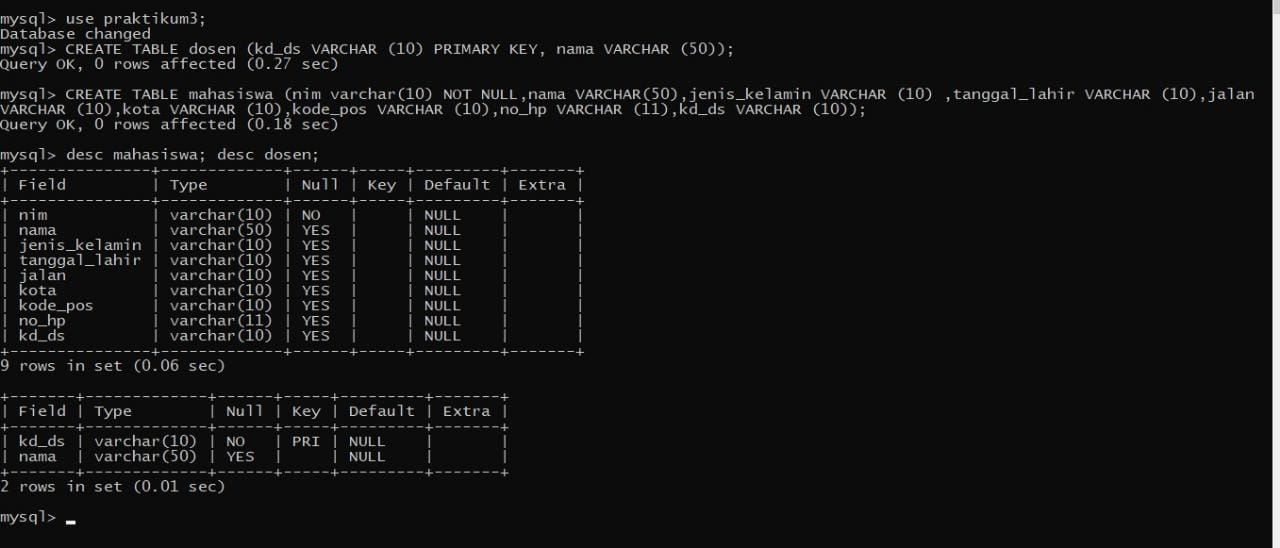 mysql> use praktikum3;
Database changed
mysql> CREATE TABLE dosen (kd_ds VARCHAR (10) PRIMARY KEY, nama VARCHAR (50));
Query OK, 0 rows affected (0.27 sec)
mysql> CREATE TABLE mahasiswa (nim varchar(10) NOT NULL,nama VARCHAR(50),jenis_kelamin VARCHAR (10) ,tanggal_lahir VARCHAR (10),jalan
VARCHAR (10),kota VARCHAR (10),kode_pos VARCHAR (10),no_hp VARCHAR (11),kd_ds VARCHAR (10));
Query OK, 0 rows affected (0.18 sec)
mysql> desc mahasiswa; desc dosen;
+---------------+-------------+------+-----+---------+-------+
| Field         | Type        | Null | Key | Default | Extra |
+---------------+-------------+------+-----+---------+-------+
| nim           | varchar(10) | NO   |     | NULL    |       |
| nama          | varchar(50) | YES  |     | NULL    |       |
| jenis_kelamin | varchar(10) | YES  |     | NULL    |       |
| tanggal_lahir | varchar(10) | YES  |     | NULL    |       |
| jalan         | varchar(10) | YES  |     | NULL    |       |
| kota          | varchar(10) | YES  |     | NULL    |       |
| kode_pos      | varchar(10) | YES  |     | NULL    |       |
| no_hp         | varchar(11) | YES  |     | NULL    |       |
| kd_ds         | varchar(10) | YES  |     | NULL    |       |
+---------------+-------------+------+-----+---------+-------+
9 rows in set (0.06 sec)
+-------+-------------+------+-----+---------+-------+
| Field | Type        | Null | Key | Default | Extra |
+-------+-------------+------+-----+---------+-------+
| kd_ds | varchar(10) | NO   | PRI | NULL    |       |
| nama  | varchar(50) | YES  |     | NULL    |       |
+-------+-------------+------+-----+---------+-------+
2 rows in set (0.01 sec)
mysql>